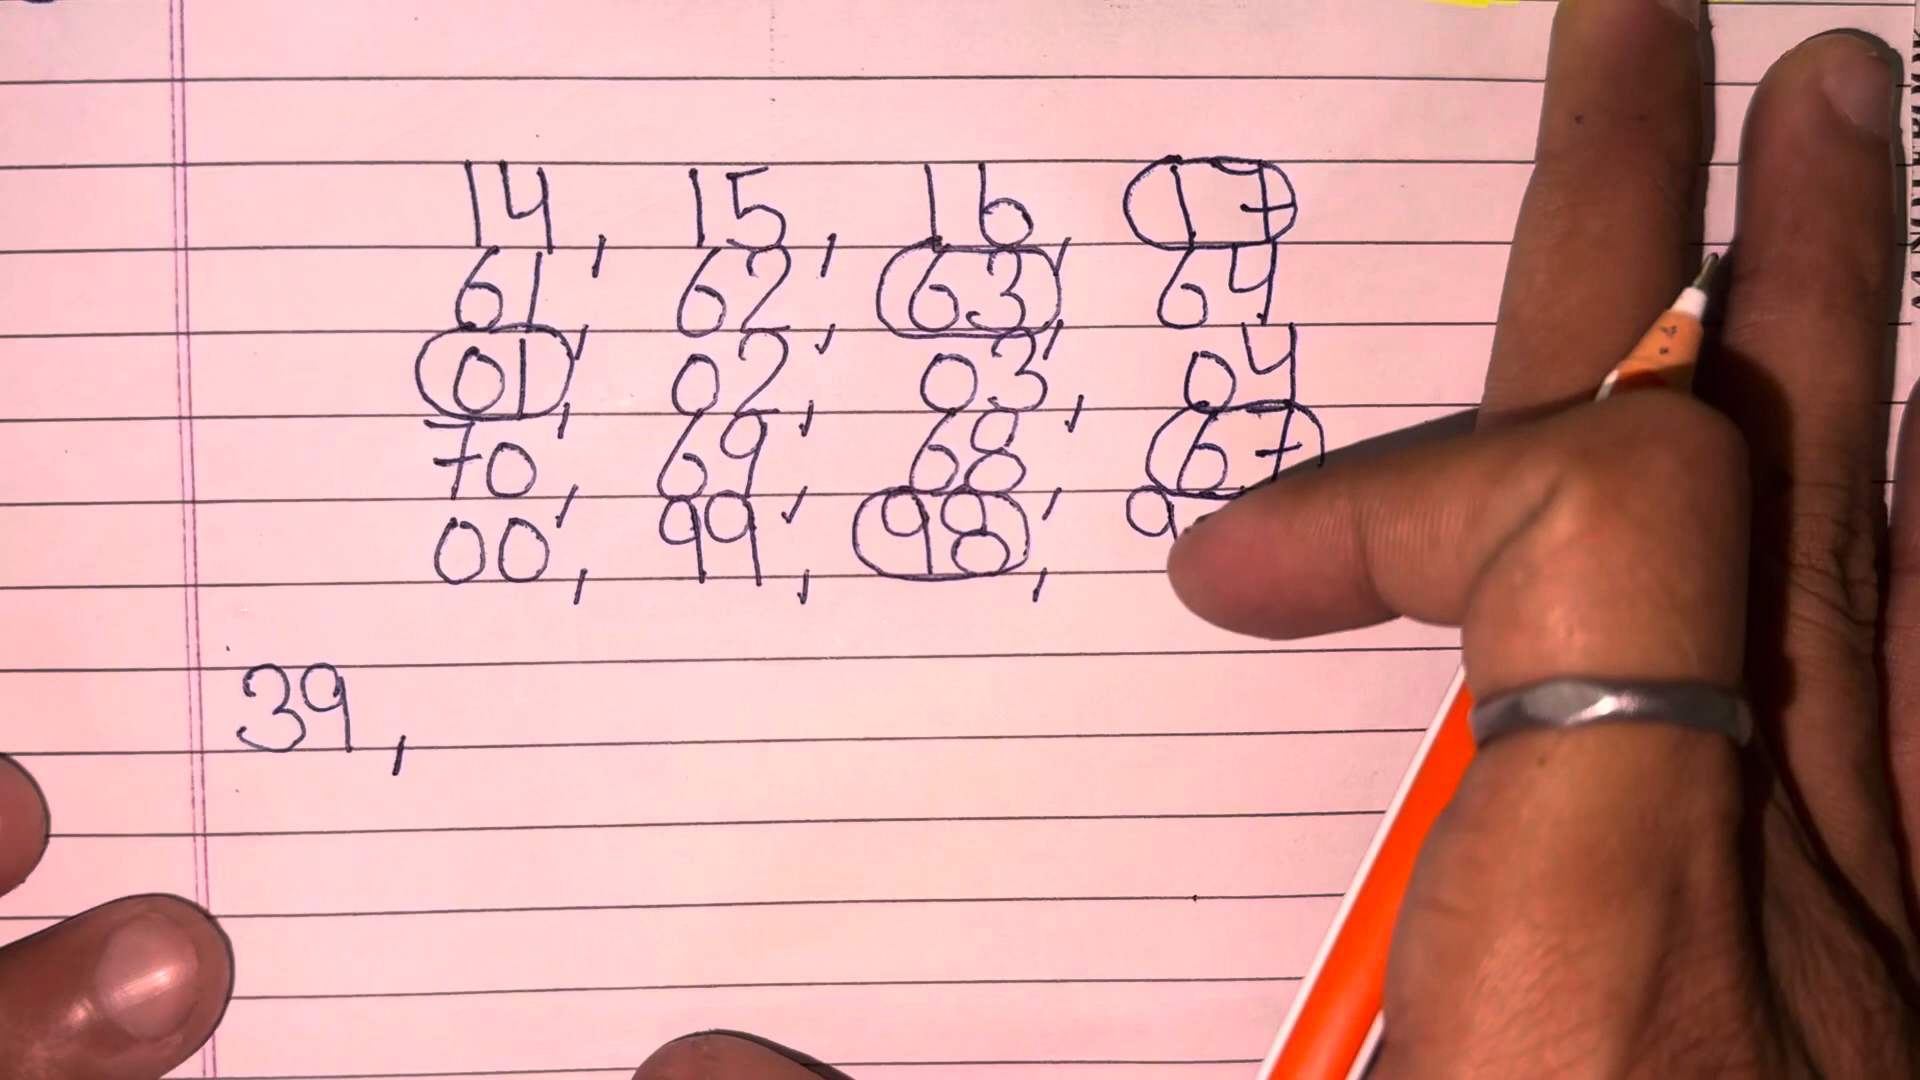 14, 15, 16, 17
61, 62, 63, 64
01, 02, 03, 04
70, 69, 68, 67
00, 99, 98,
39,